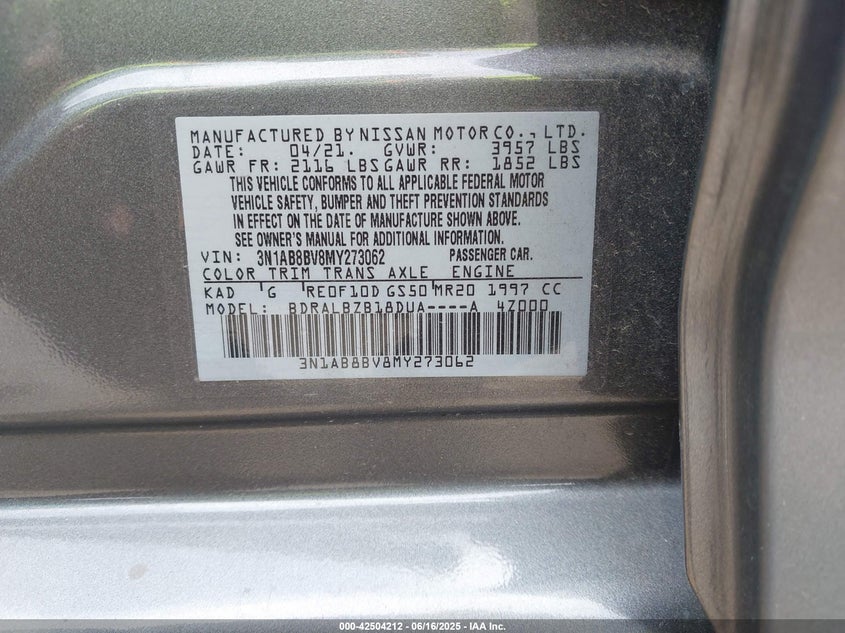 MANUFACTURED BY NISSAN MOTOR CO., LTD.
DATE: 04/21. GVWR: 3957 LBS
GAWR FR: 2116 LBS GAWR RR: 1852 LBS
THIS VEHICLE CONFORMS TO ALL APPLICABLE FEDERAL MOTOR
VEHICLE SAFETY, BUMPER AND THEFT PREVENTION STANDARDS
IN EFFECT ON THE DATE OF MANUFACTURE SHOWN ABOVE.
SEE OWNER'S MANUAL FOR ADDITIONAL INFORMATION.
VIN: 3N1AB8BV8MY273062 PASSENGER CAR.
COLOR TRIM TRANS AXLE ENGINE
KAD G RE0F10D GS50 MR20 1997 CC
MODEL: BDRALBZB18DUA----A 4Z000
3N1AB8BV8MY273062
000-42504212 - 06/16/2025 - IAA Inc.